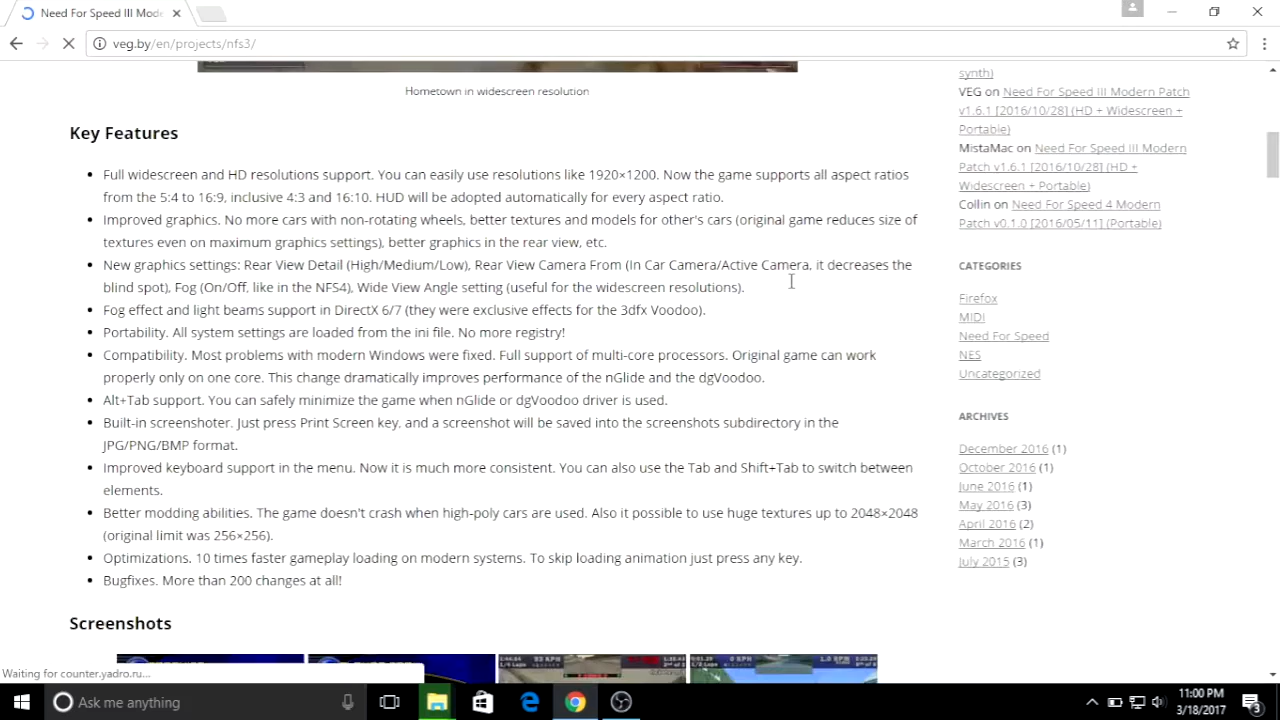 Need For Speed III Mode
veg.by/en/projects/nfs3/
Hometown in widescreen resolution
Key Features
Full widescreen and HD resolutions support. You can easily use resolutions like 1920×1200. Now the game supports all aspect ratios
from the 5:4 to 16:9, inclusive 4:3 and 16:10. HUD will be adopted automatically for every aspect ratio.
Improved graphics. No more cars with non-rotating wheels, better textures and models for other's cars (original game reduces size of
textures even on maximum graphics settings), better graphics in the rear view, etc.
New graphics settings: Rear View Detail (High/Medium/Low), Rear View Camera From (In Car Camera/Active Camera, it decreases the
blind spot), Fog (On/Off, like in the NFS4), Wide View Angle setting (useful for the widescreen resolutions).
Fog effect and light beams support in DirectX 6/7 (they were exclusive effects for the 3dfx Voodoo).
Portability. All system settings are loaded from the ini file. No more registry!
Compatibility. Most problems with modern Windows were fixed. Full support of multi-core processors. Original game can work
properly only on one core. This change dramatically improves performance of the nGlide and the dgVoodoo.
Alt+Tab support. You can safely minimize the game when nGlide or dgVoodoo driver is used.
Built-in screenshoter. Just press Print Screen key, and a screenshot will be saved into the screenshots subdirectory in the
JPG/PNG/BMP format.
Improved keyboard support in the menu. Now it is much more consistent. You can also use the Tab and Shift+Tab to switch between
elements.
Better modding abilities. The game doesn't crash when high-poly cars are used. Also it possible to use huge textures up to 2048×2048
(original limit was 256×256).
Optimizations. 10 times faster replay loading on modern systems. To skip loading animation just press any key.
Bugfixes. More than 200 changes at all!
Screenshots
synth)
VEG on Need For Speed III Modern Patch
v1.6.1 [2016/10/28] (HD + Widescreen +
Portable)
MistaMac on Need For Speed III Modern
Patch v1.6.1 [2016/10/28] (HD +
Widescreen + Portable)
Collin on Need For Speed 4 Modern
Patch v0.1.0 [2016/05/11] (Portable)
CATEGORIES
Firefox
MIDI
Need For Speed
NES
Uncategorized
ARCHIVES
December 2016 (1)
October 2016 (1)
June 2016 (1)
May 2016 (3)
April 2016 (2)
March 2016 (1)
July 2015 (3)
Waiting for counter.yadro.ru...
Ask me anything
11:00 PM
3/18/2017
3